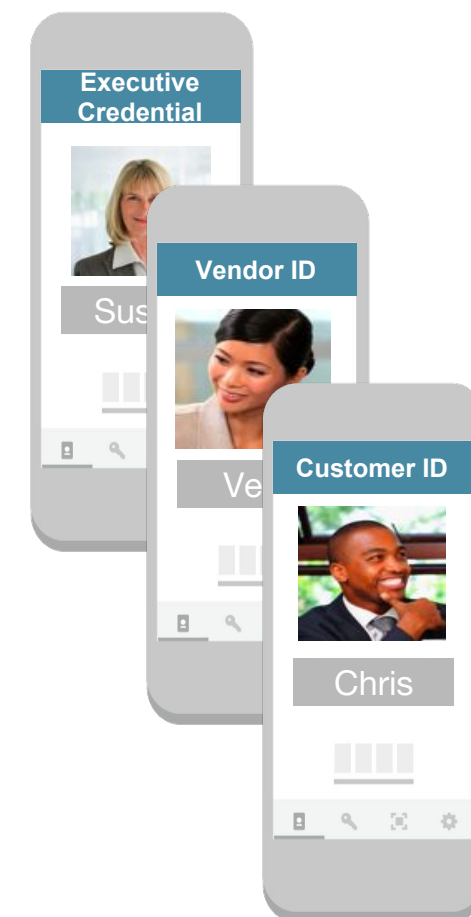 Executive
Credential
Sus
Vendor ID
Ve
Customer ID
Chris